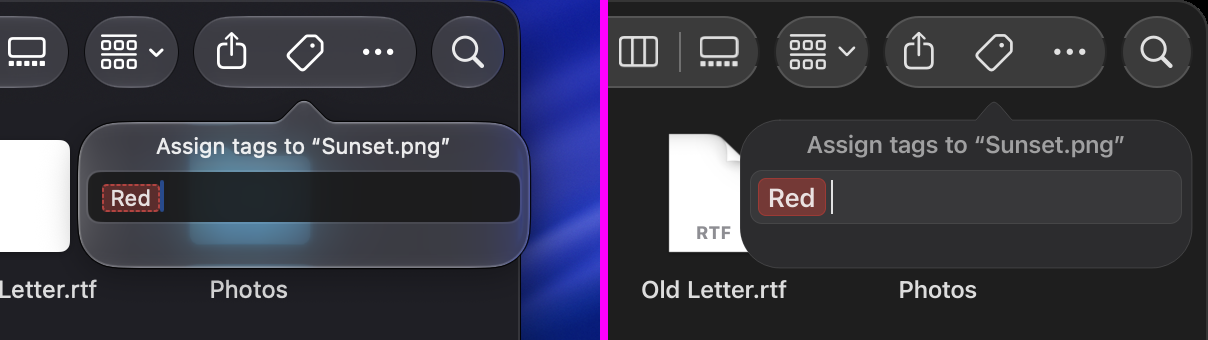 Assign tags to “Sunset.png”
Red
Letter.rtf
Photos
Assign tags to “Sunset.png”
Red
RTF
Old Letter.rtf
Photos